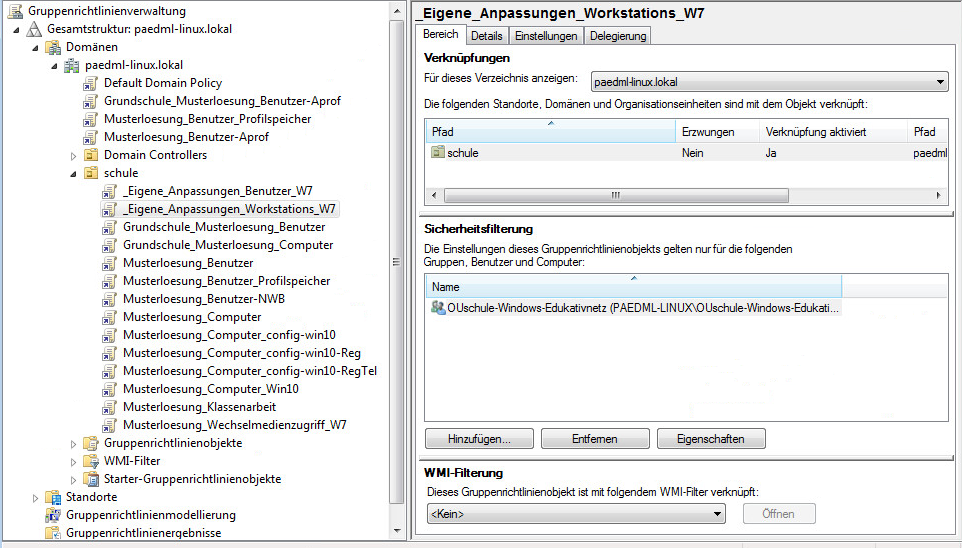 Gruppenrichtlinienverwaltung
Gesamtstruktur: paedml-linux.lokal
Domänen
paedml-linux.lokal
Default Domain Policy
Grundschule_Musterloesung_Benutzer-Aprof
Musterloesung_Benutzer_Profilspeicher
Musterloesung_Benutzer-Aprof
Domain Controllers
schule
_Eigene_Anpassungen_Benutzer_W7
_Eigene_Anpassungen_Workstations_W7
Grundschule_Musterloesung_Benutzer
Grundschule_Musterloesung_Computer
Musterloesung_Benutzer
Musterloesung_Benutzer_Profilspeicher
Musterloesung_Benutzer-NWB
Musterloesung_Computer
Musterloesung_Computer_config-win10
Musterloesung_Computer_config-win10-Reg
Musterloesung_Computer_config-win10-RegTel
Musterloesung_Computer_Win10
Musterloesung_Klassenarbeit
Musterloesung_Wechselmedienzugriff_W7
Gruppenrichtlinienobjekte
WMI-Filter
Starter-Gruppenrichtlinienobjekte
Standorte
Gruppenrichtlinienmodellierung
Gruppenrichtlinienergebnisse
_Eigene_Anpassungen_Workstations_W7
Bereich Details Einstellungen Delegierung
Verknüpfungen
Für dieses Verzeichnis anzeigen: paedml-linux.lokal
Die folgenden Standorte, Domänen und Organisationseinheiten sind mit dem Objekt verknüpft:
Pfad Erzwungen Verknüpfung aktiviert Pfad
schule Nein Ja paedml
Sicherheitsfilterung
Die Einstellungen dieses Gruppenrichtlinienobjekts gelten nur für die folgenden
Gruppen, Benutzer und Computer:
Name
OUschule-Windows-Edukativnetz (PAEDML-LINUX\OUschule-Windows-Edukati...
Hinzufügen... Entfernen Eigenschaften
WMI-Filterung
Dieses Gruppenrichtlinienobjekt ist mit folgendem WMI-Filter verknüpft:
<Kein> Öffnen